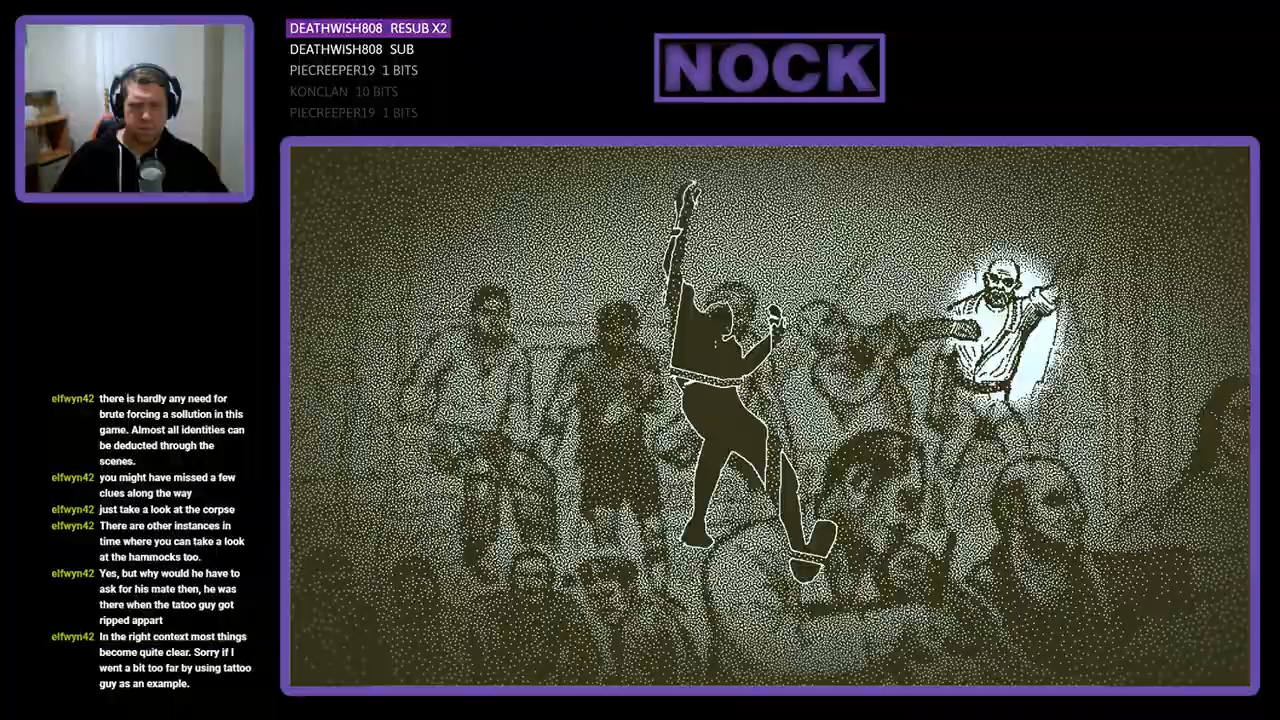 DEATHWISH808 RESUB X2
DEATHWISH808 SUB
PIECREEPER19 1 BITS
KONCLAN 10 BITS
PIECREEPER19 1 BITS
NOCK
elfwyn42 there is hardly any need for
brute forcing a sollution in this
game. Almost all identities can
be deducted through the
scenes.
elfwyn42 you might have missed a few
clues along the way
elfwyn42 just take a look at the corpse
elfwyn42 There are other instances in
time where you can take a look
at the hammocks too.
elfwyn42 Yes, but why would he have to
ask for his mate then, he was
there when the tatoo guy got
ripped appart
elfwyn42 In the right context most things
become quite clear. Sorry if I
went a bit too far by using tattoo
guy as an example.